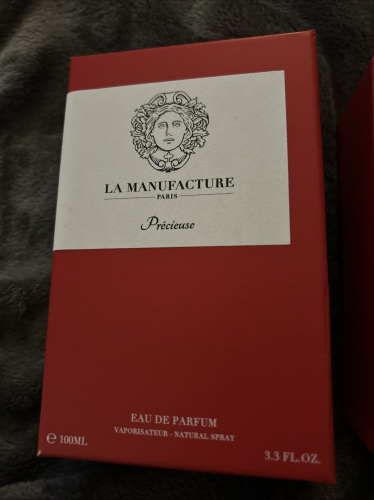 LA MANUFACTURE
PARIS
Précieuse
EAU DE PARFUM
VAPORISATEUR - NATURAL SPRAY
℮ 100ML
3.3 FL.OZ.